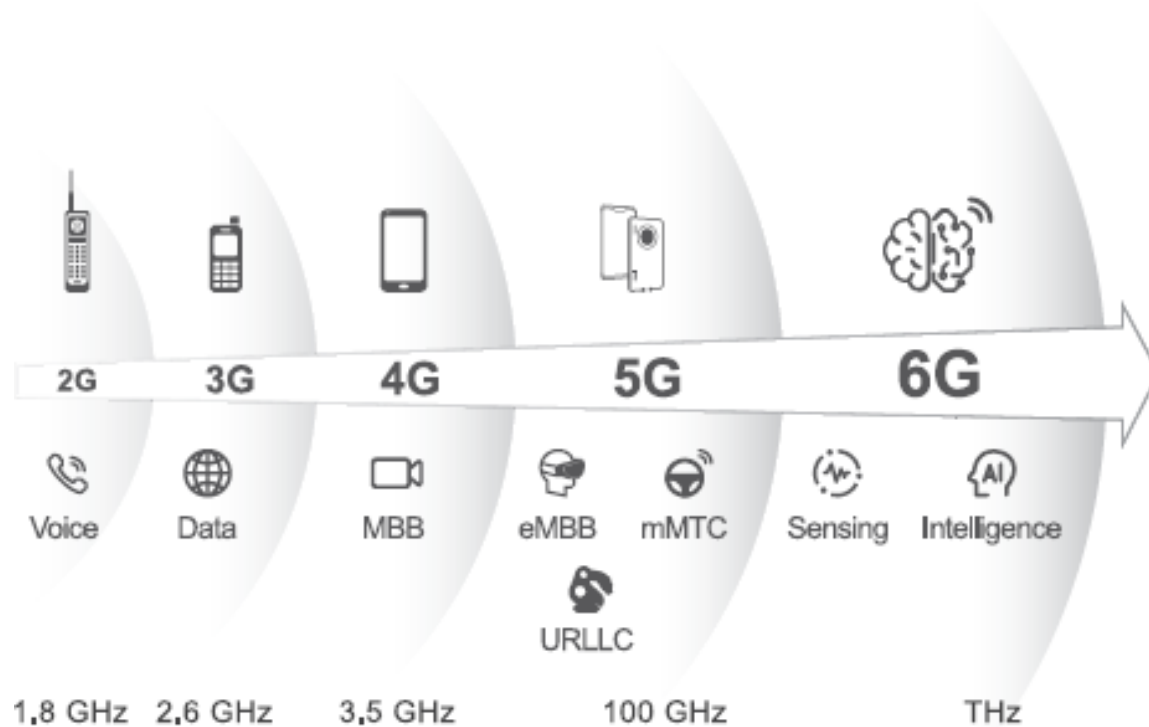 2G 3G 4G 5G 6G
Voice Data MBB eMBB mMTC Sensing AI Intelligence
URLLC
1,8 GHz 2,6 GHz 3,5 GHz 100 GHz THz